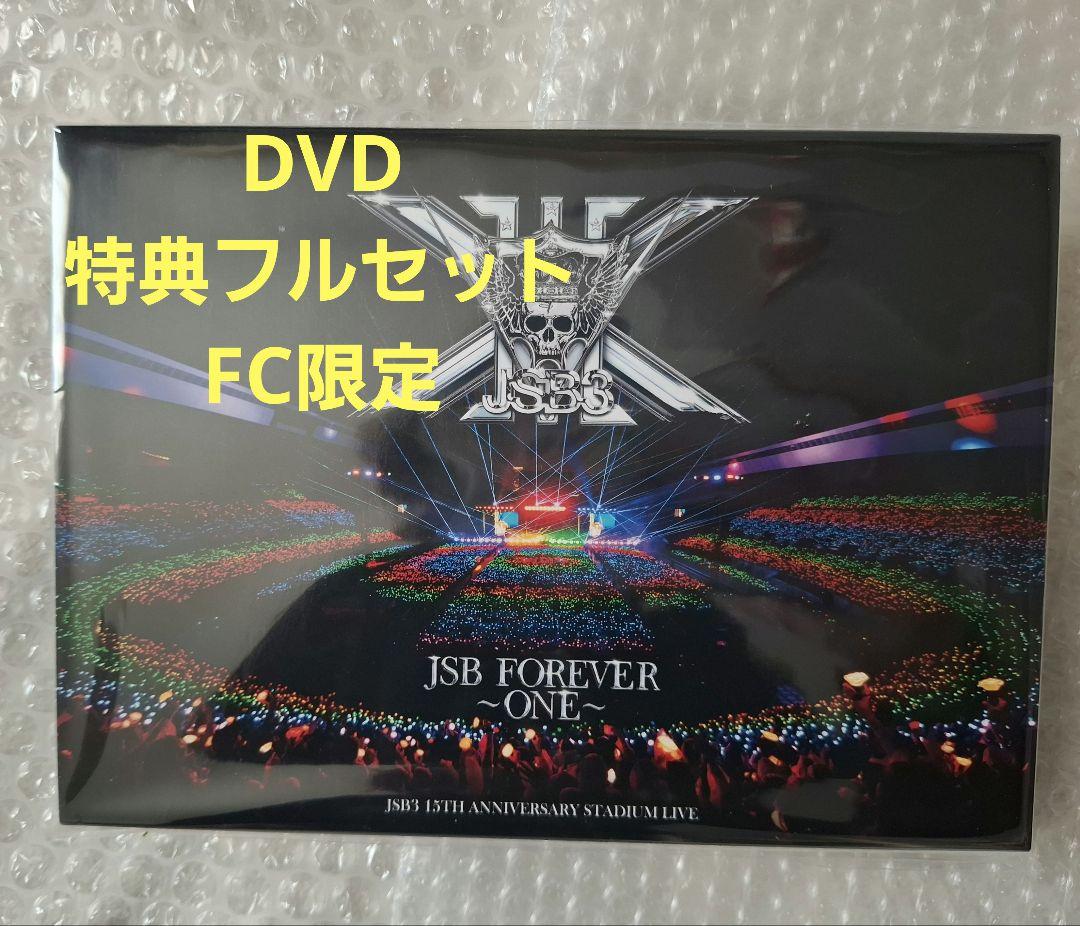 DVD
特典フルセット
FC限定
JSB3
JSB FOREVER
~ONE~
JSB3 15TH ANNIVERSARY STADIUM LIVE